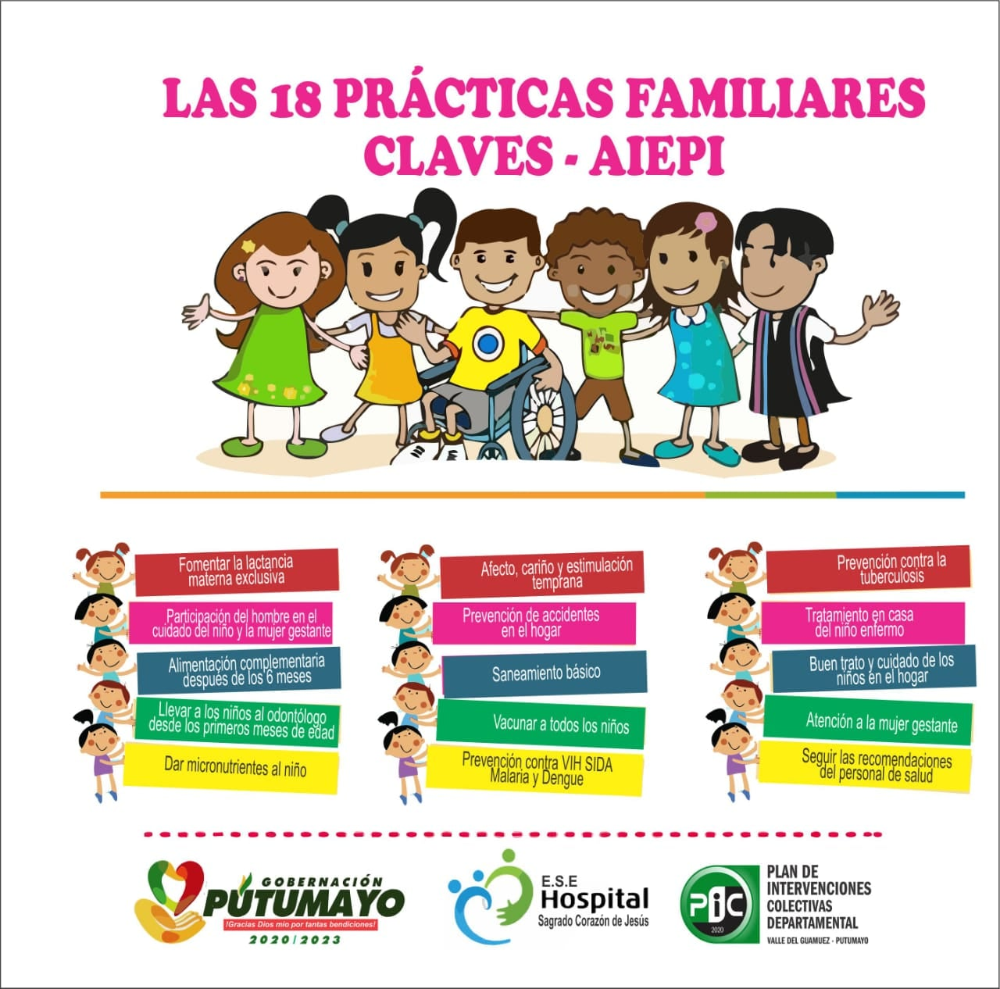 LAS 18 PRÁCTICAS FAMILIARES
CLAVES - AIEPI
Fomentar la lactancia
materna exclusiva
Participación del hombre en el
cuidado del niño y la mujer gestante
Alimentación complementaria
después de los 6 meses
Llevar a los niños al odontólogo
desde los primeros meses de edad
Dar micronutrientes al niño
Afecto, cariño y estimulación
temprana
Prevención de accidentes
en el hogar
Saneamiento básico
Vacunar a todos los niños
Prevención contra VIH SIDA
Malaria y Dengue
Prevención contra la
tuberculosis
Tratamiento en casa
del niño enfermo
Buen trato y cuidado de los
niños en el hogar
Atención a la mujer gestante
Seguir las recomendaciones
del personal de salud
GOBERNACIÓN
PUTUMAYO
¡Gracias Dios mío por tantas bendiciones!
2020 | 2023
E.S.E
Hospital
Sagrado Corazón de Jesús
PIC
2020
PLAN DE
INTERVENCIONES
COLECTIVAS
DEPARTAMENTAL
VALLE DEL GUAMUEZ - PUTUMAYO